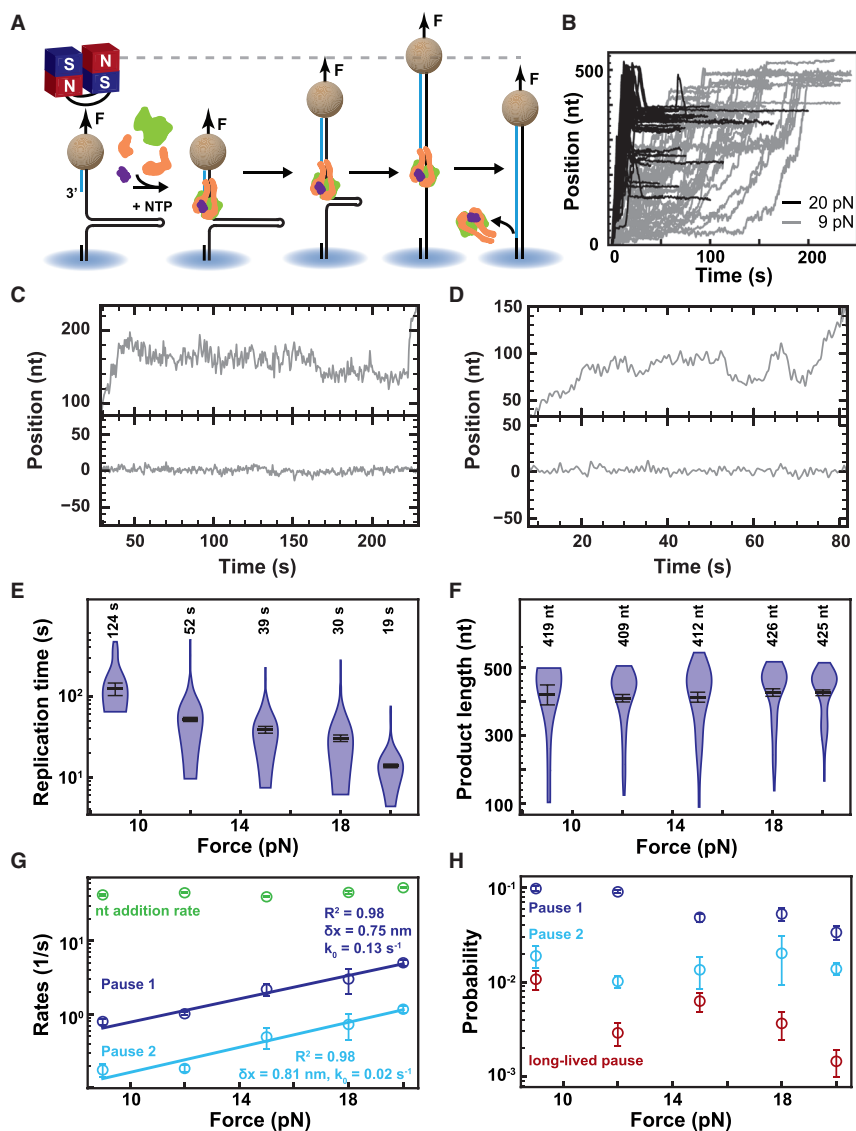 A
S
N
N
S
F
3'
+ NTP
F
F
F
F
B
Position (nt)
500
0
0
100
200
Time (s)
20 pN
9 pN
C
Position (nt)
200
100
50
0
−50
50
100
150
200
Time (s)
D
Position (nt)
150
100
50
50
0
−50
20
40
60
80
Time (s)
E
Replication time (s)
10²
10¹
124 s
52 s
39 s
30 s
19 s
10
14
18
Force (pN)
F
Product length (nt)
500
400
300
100
419 nt
409 nt
412 nt
426 nt
425 nt
10
14
18
Force (pN)
G
Rates (1/s)
10¹
10⁰
10⁻¹
nt addition rate
R² = 0.98
δx = 0.75 nm
k₀ = 0.13 s⁻¹
Pause 1
Pause 2
R² = 0.98
δx = 0.81 nm, k₀ = 0.02 s⁻¹
10
14
18
Force (pN)
H
Probability
10⁻¹
10⁻²
10⁻³
Pause 1
Pause 2
long-lived pause
10
14
18
Force (pN)